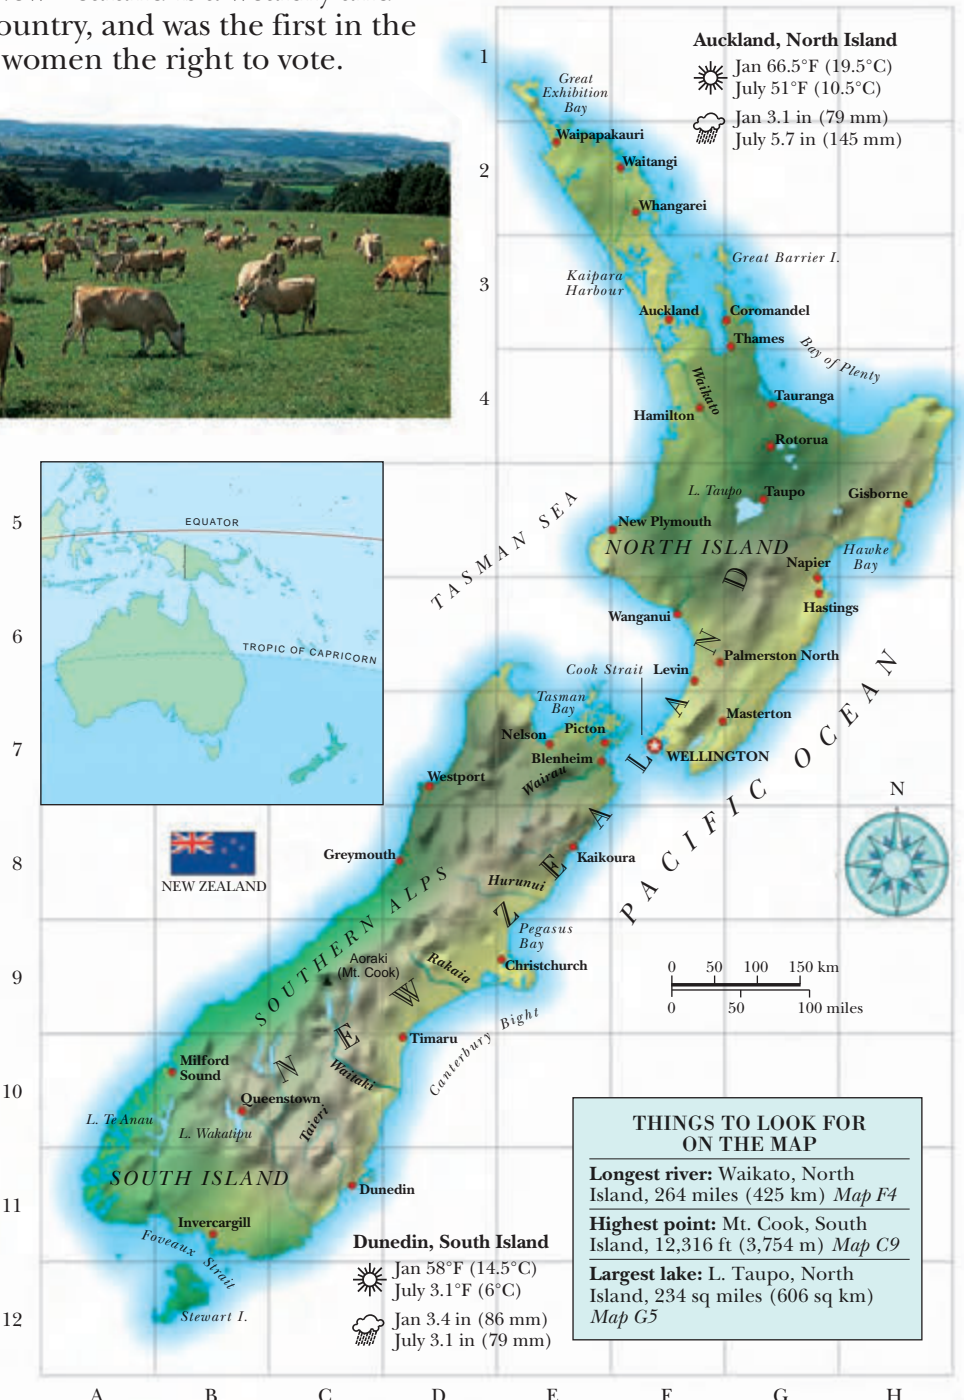 country, and was the first in the
women the right to vote.
Auckland, North Island
Jan 66.5°F (19.5°C)
July 51°F (10.5°C)
Jan 3.1 in (79 mm)
July 5.7 in (145 mm)
1
2
3
4
5
6
7
8
9
10
11
12
Great
Exhibition
Bay
Waipapakauri
Waitangi
Whangarei
Great Barrier I.
Kaipara
Harbour
Auckland
Coromandel
Thames
Bay of Plenty
Waikato
Tauranga
Hamilton
Rotorua
L. Taupo
Taupo
Gisborne
New Plymouth
NORTH ISLAND
Hawke
Bay
Napier
Hastings
TASMAN SEA
Wanganui
Palmerston North
Cook Strait
Levin
Masterton
Tasman
Bay
Nelson
Picton
WELLINGTON
Blenheim
Wairau
Westport
PACIFIC OCEAN
N
EQUATOR
TROPIC OF CAPRICORN
NEW ZEALAND
Greymouth
Kaikoura
Hurunui
NEW ZEALAND
SOUTHERN ALPS
Pegasus
Bay
Aoraki
(Mt. Cook)
Rakaia
Christchurch
0 50 100 150 km
0 50 100 miles
Timaru
Canterbury Bight
Milford
Sound
Waitaki
Queenstown
L. Te Anau
L. Wakatipu
Taieri
SOUTH ISLAND
Dunedin
Invercargill
Foveaux Strait
Stewart I.
Dunedin, South Island
Jan 58°F (14.5°C)
July 3.1°F (6°C)
Jan 3.4 in (86 mm)
July 3.1 in (79 mm)
THINGS TO LOOK FOR
ON THE MAP
Longest river: Waikato, North
Island, 264 miles (425 km) Map F4
Highest point: Mt. Cook, South
Island, 12,316 ft (3,754 m) Map C9
Largest lake: L. Taupo, North
Island, 234 sq miles (606 sq km)
Map G5
A B C D E F G H